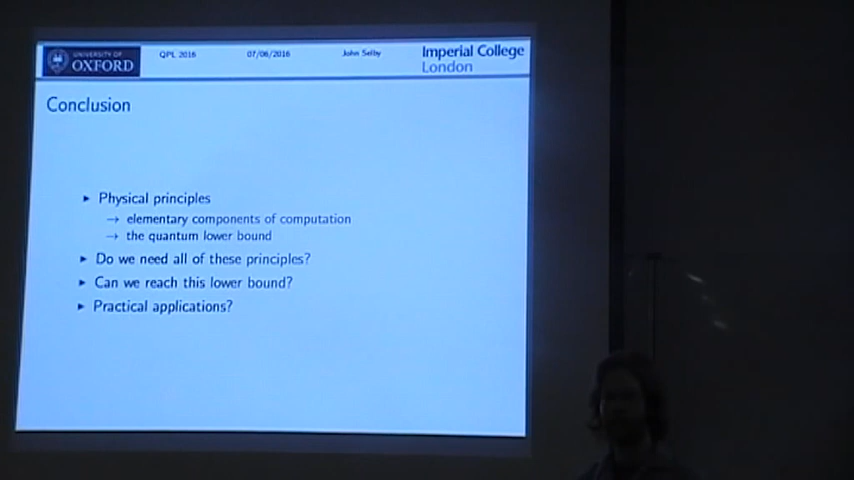 UNIVERSITY OF
OXFORD
QPL 2016
07/06/2016
John Selby
Imperial College
London
Conclusion
▸ Physical principles
→ elementary components of computation
→ the quantum lower bound
▸ Do we need all of these principles?
▸ Can we reach this lower bound?
▸ Practical applications?